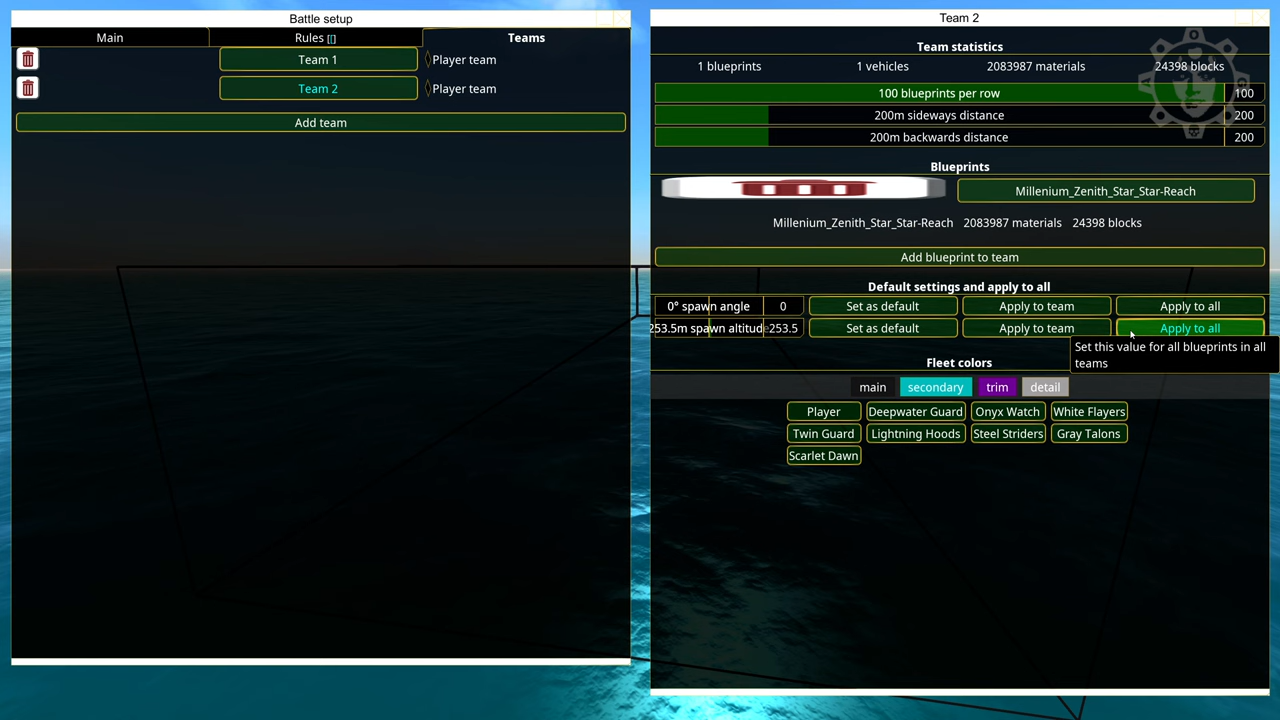 Battle setup
Main
Rules [[]
Teams
Team 1
Player team
Team 2
Player team
Add team
Team 2
Team statistics
1 blueprints
1 vehicles
2083987 materials
24398 blocks
100 blueprints per row
100
200m sideways distance
200
200m backwards distance
200
Blueprints
Millenium_Zenith_Star_Star-Reach
Millenium_Zenith_Star_Star-Reach 2083987 materials 24398 blocks
Add blueprint to team
Default settings and apply to all
0° spawn angle
0
Set as default
Apply to team
Apply to all
253.5m spawn altitude
253.5
Set as default
Apply to team
Apply to all
Set this value for all blueprints in all
teams
Fleet colors
main
secondary
trim
detail
Player
Deepwater Guard
Onyx Watch
White Flayers
Twin Guard
Lightning Hoods
Steel Striders
Gray Talons
Scarlet Dawn